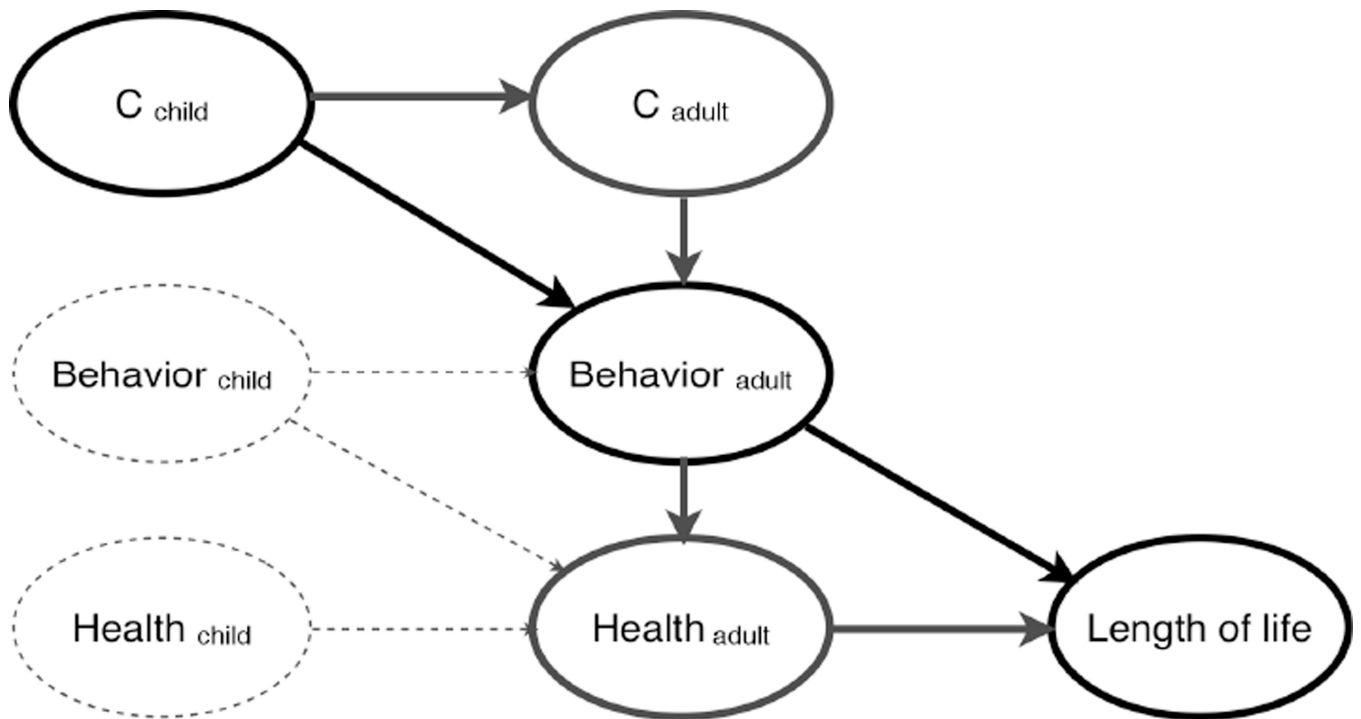 C child
C adult
Behavior child
Behavior adult
Health child
Health adult
Length of life